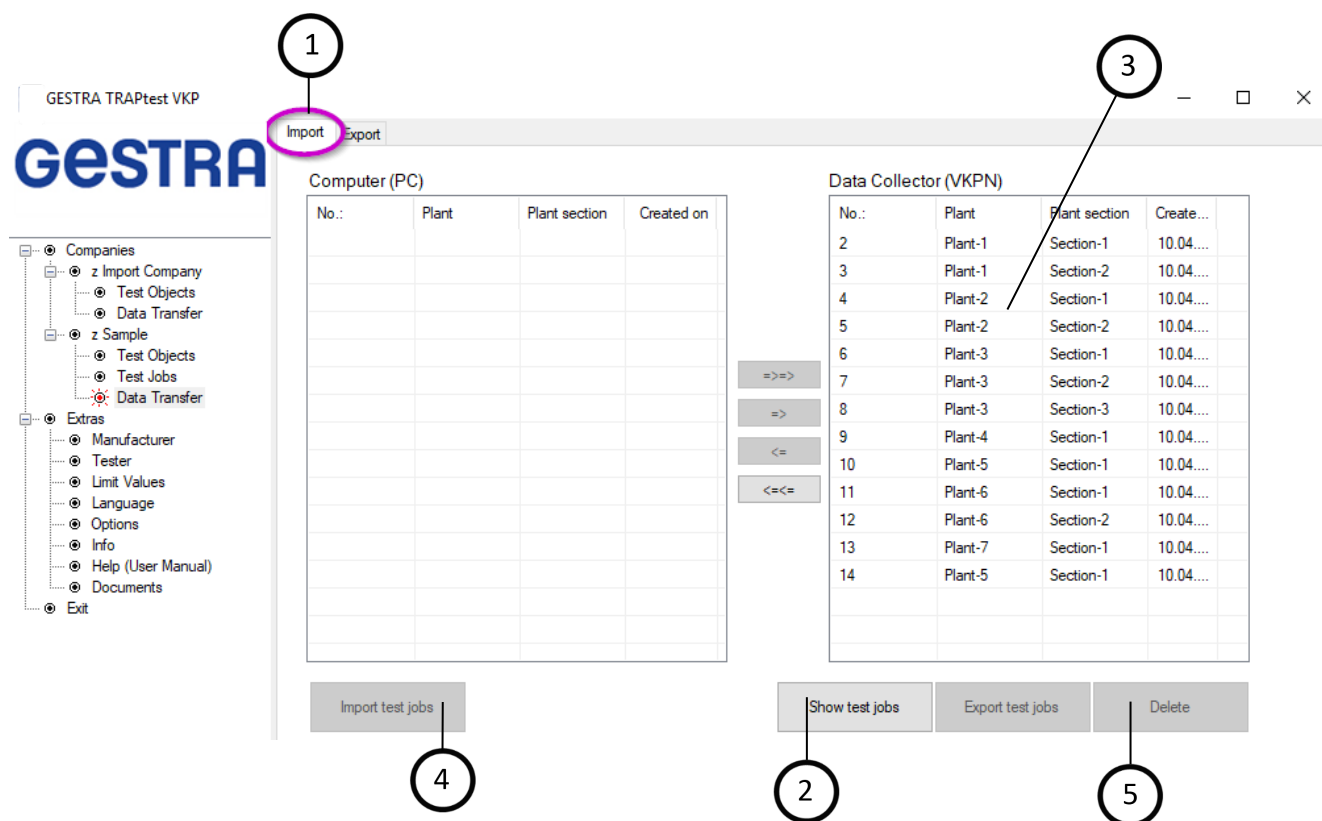 1
3
GESTRA TRAPtest VKP
GESTRA
Import Export
Computer (PC)
Data Collector (VKPN)
No.: Plant Plant section Created on
No.: Plant Plant section Create...
2 Plant-1 Section-1 10.04....
3 Plant-1 Section-2 10.04....
4 Plant-2 Section-1 10.04....
5 Plant-2 Section-2 10.04....
6 Plant-3 Section-1 10.04....
7 Plant-3 Section-2 10.04....
8 Plant-3 Section-3 10.04....
9 Plant-4 Section-1 10.04....
10 Plant-5 Section-1 10.04....
11 Plant-6 Section-1 10.04....
12 Plant-6 Section-2 10.04....
13 Plant-7 Section-1 10.04....
14 Plant-5 Section-1 10.04....
Companies
z Import Company
Test Objects
Data Transfer
z Sample
Test Objects
Test Jobs
Data Transfer
Extras
Manufacturer
Tester
Limit Values
Language
Options
Info
Help (User Manual)
Documents
Exit
=>=>
=>
<=
<=<=
Import test jobs
Show test jobs
Export test jobs
Delete
4
2
5